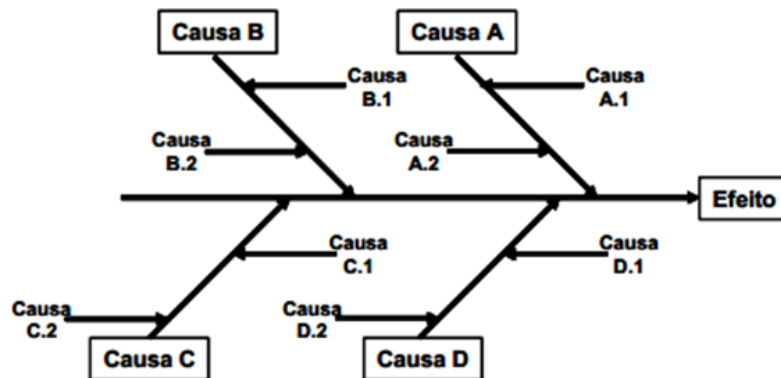 Causa B
Causa A
Causa
B.1
Causa
A.1
Causa
B.2
Causa
A.2
Efeito
Causa
C.1
Causa
D.1
Causa
C.2
Causa
D.2
Causa C
Causa D